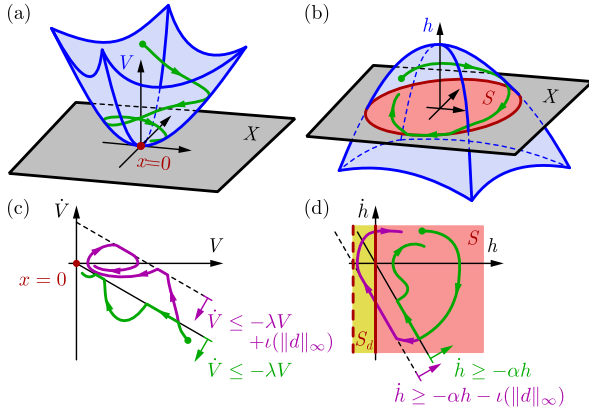 (a)
V
X
x=0
(b)
h
S
X
(c)
V̇
V
x = 0
V̇ ≤ −λV
+ι(‖d‖∞)
V̇ ≤ −λV
(d)
ḣ
S
h
S_d
ḣ ≥ −αh
ḣ ≥ −αh − ι(‖d‖∞)